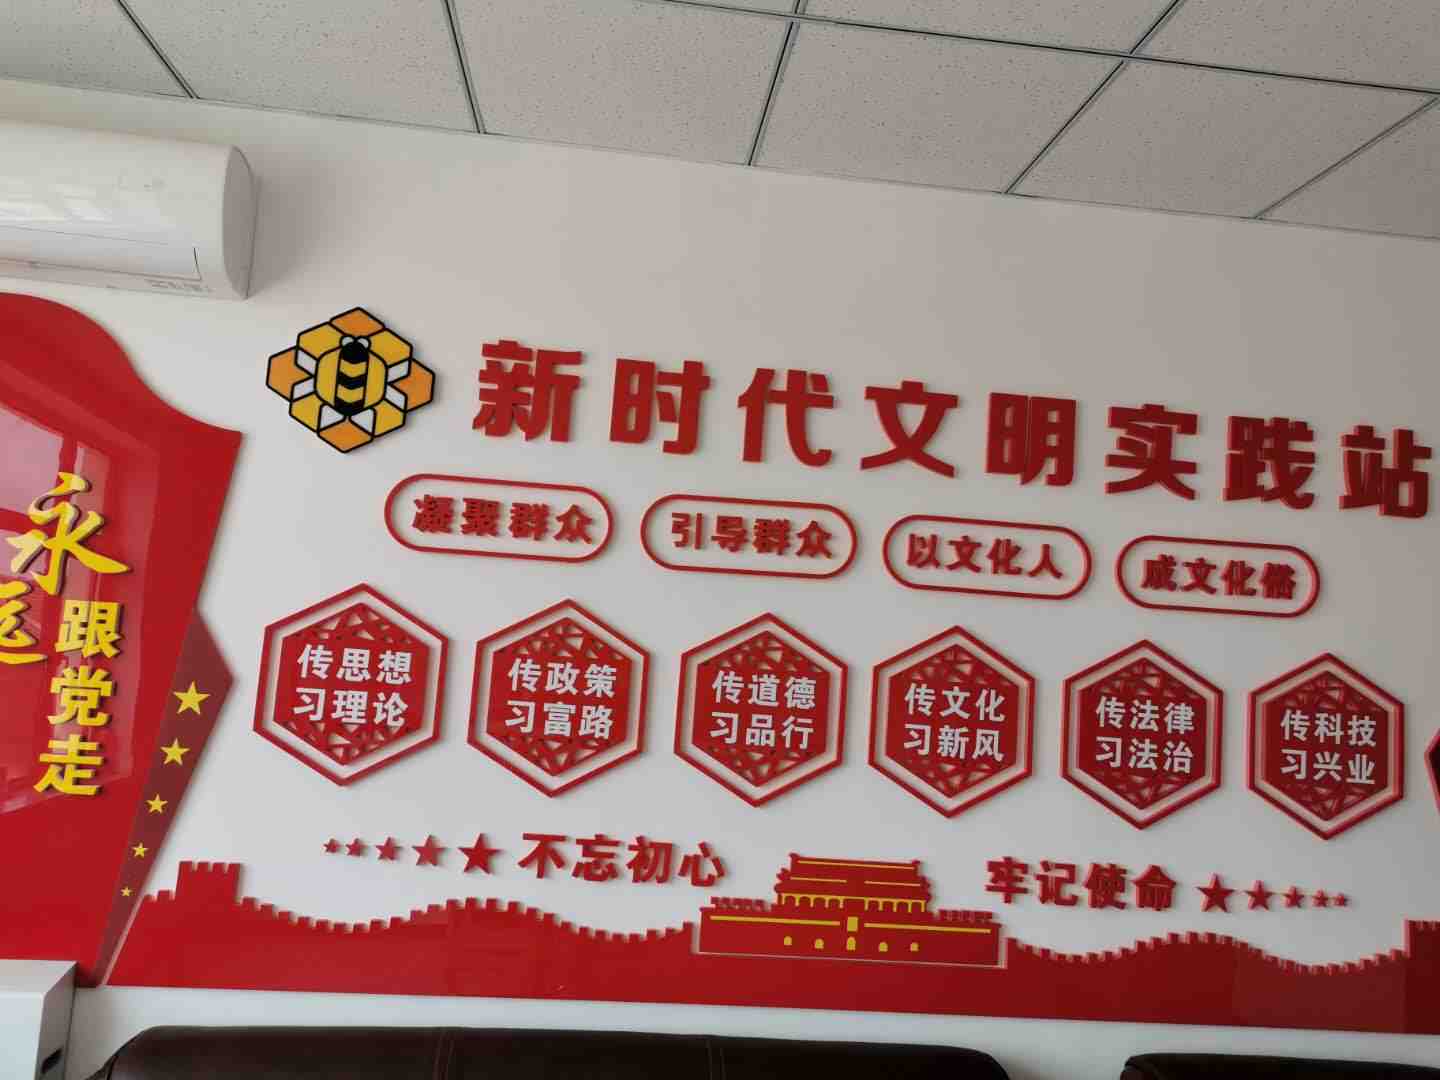 新时代文明实践站
凝聚群众
引导群众
以文化人
成文化俗
传思想
习理论
传政策
习富路
传道德
习品行
传文化
习新风
传法律
习法治
传科技
习兴业
不忘初心
牢记使命
永远
跟党走